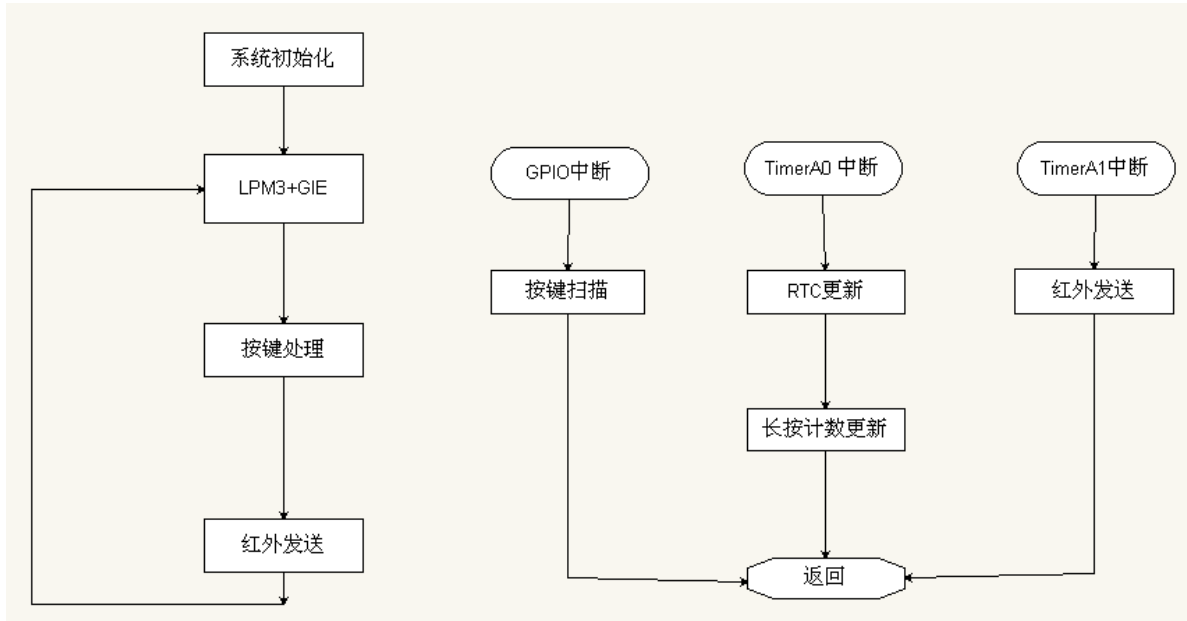 系统初始化
LPM3+GIE
按键处理
红外发送
GPIO中断
按键扫描
TimerA0 中断
RTC更新
长按计数更新
TimerA1中断
红外发送
返回